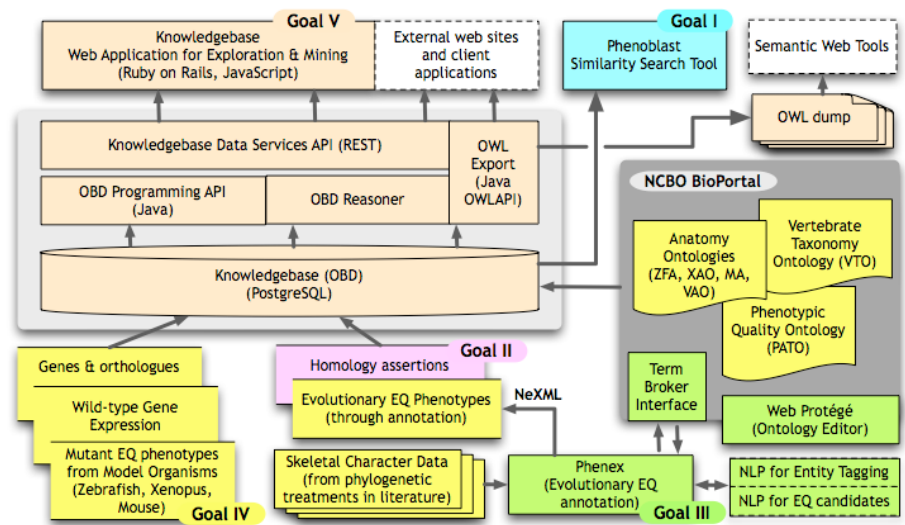 Goal V
Knowledgebase
Web Application for Exploration & Mining
(Ruby on Rails, JavaScript)
External web sites
and client
applications
Goal I
Phenoblast
Similarity Search Tool
Semantic Web Tools
OWL dump
Knowledgebase Data Services API (REST)
OWL
Export
(Java
OWLAPI)
OBD Programming API
(Java)
OBD Reasoner
Knowledgebase (OBD)
(PostgreSQL)
NCBO BioPortal
Anatomy
Ontologies
(ZFA, XAO, MA,
VAO)
Vertebrate
Taxonomy
Ontology (VTO)
Phenotypic
Quality Ontology
(PATO)
Term
Broker
Interface
Web Protégé
(Ontology Editor)
Genes & orthologues
Wild-type Gene
Expression
Mutant EQ phenotypes
from Model Organisms
(Zebrafish, Xenopus,
Mouse)
Goal IV
Goal II
Homology assertions
Evolutionary EQ Phenotypes
(through annotation)
NeXML
Skeletal Character Data
(from phylogenetic
treatments in literature)
Phenex
(Evolutionary EQ
annotation)
Goal III
NLP for Entity Tagging
NLP for EQ candidates